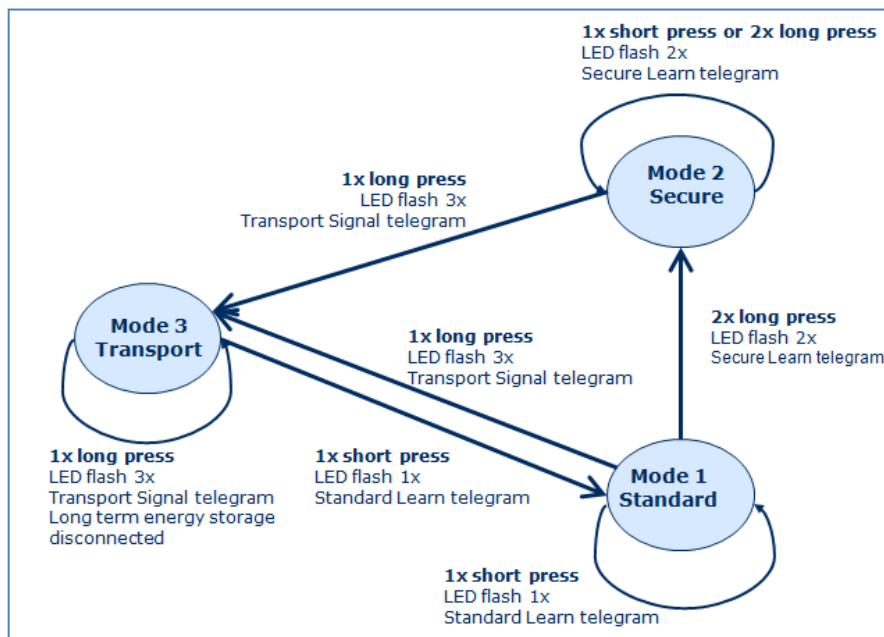 1x short press or 2x long press
LED flash 2x
Secure Learn telegram
Mode 2
Secure
1x long press
LED flash 3x
Transport Signal telegram
Mode 3
Transport
2x long press
LED flash 2x
Secure Learn telegram
1x long press
LED flash 3x
Transport Signal telegram
1x long press
LED flash 3x
Transport Signal telegram
Long term energy storage
disconnected
1x short press
LED flash 1x
Standard Learn telegram
Mode 1
Standard
1x short press
LED flash 1x
Standard Learn telegram